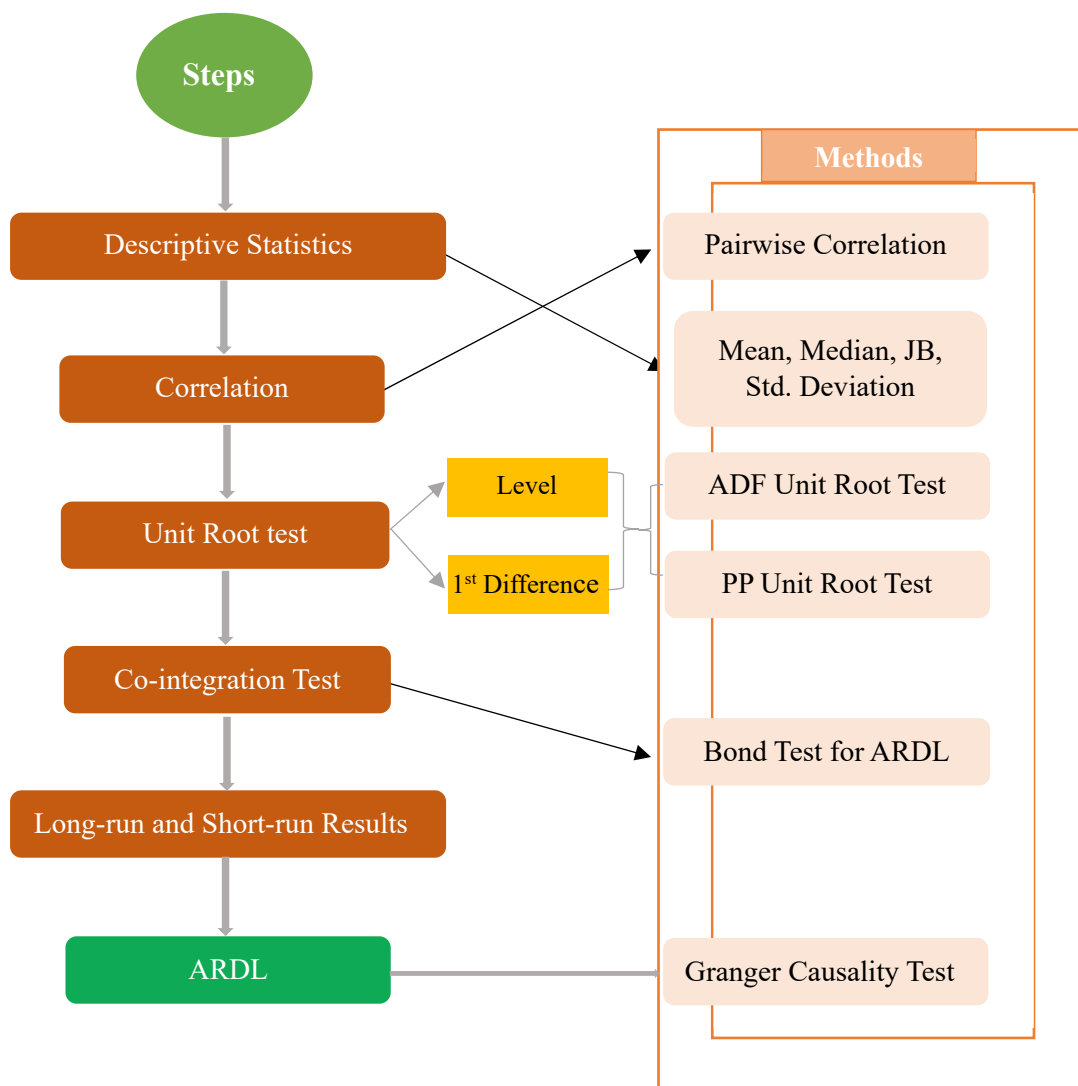 Steps
Methods
Descriptive Statistics
Pairwise Correlation
Correlation
Mean, Median, JB,
Std. Deviation
Unit Root test
Level
1st Difference
ADF Unit Root Test
PP Unit Root Test
Co-integration Test
Bond Test for ARDL
Long-run and Short-run Results
ARDL
Granger Causality Test